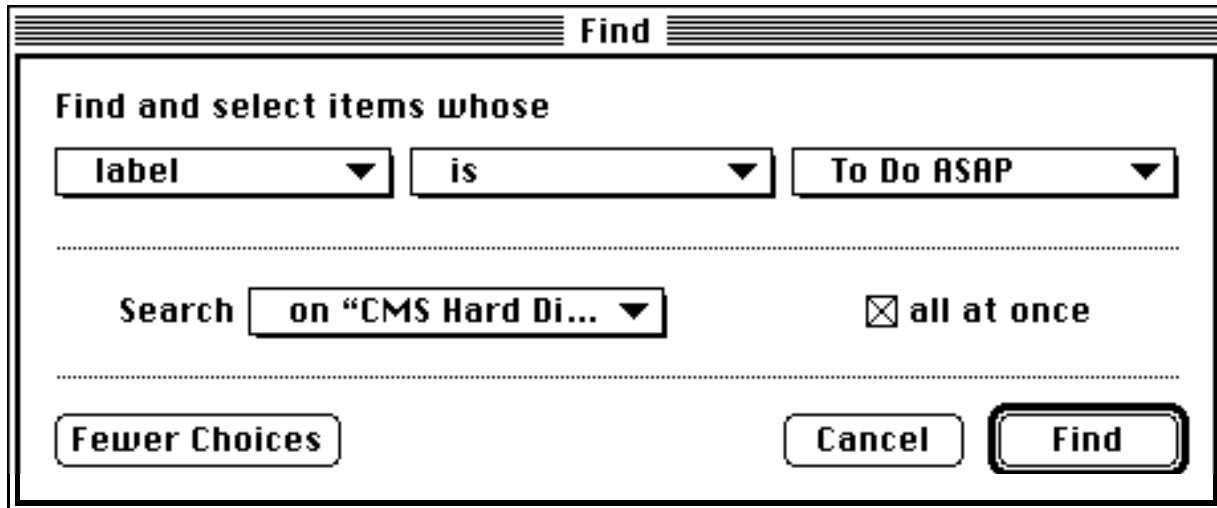 Find
Find and select items whose
label is To Do ASAP
Search on “CMS Hard Di... all at once
Fewer Choices Cancel Find